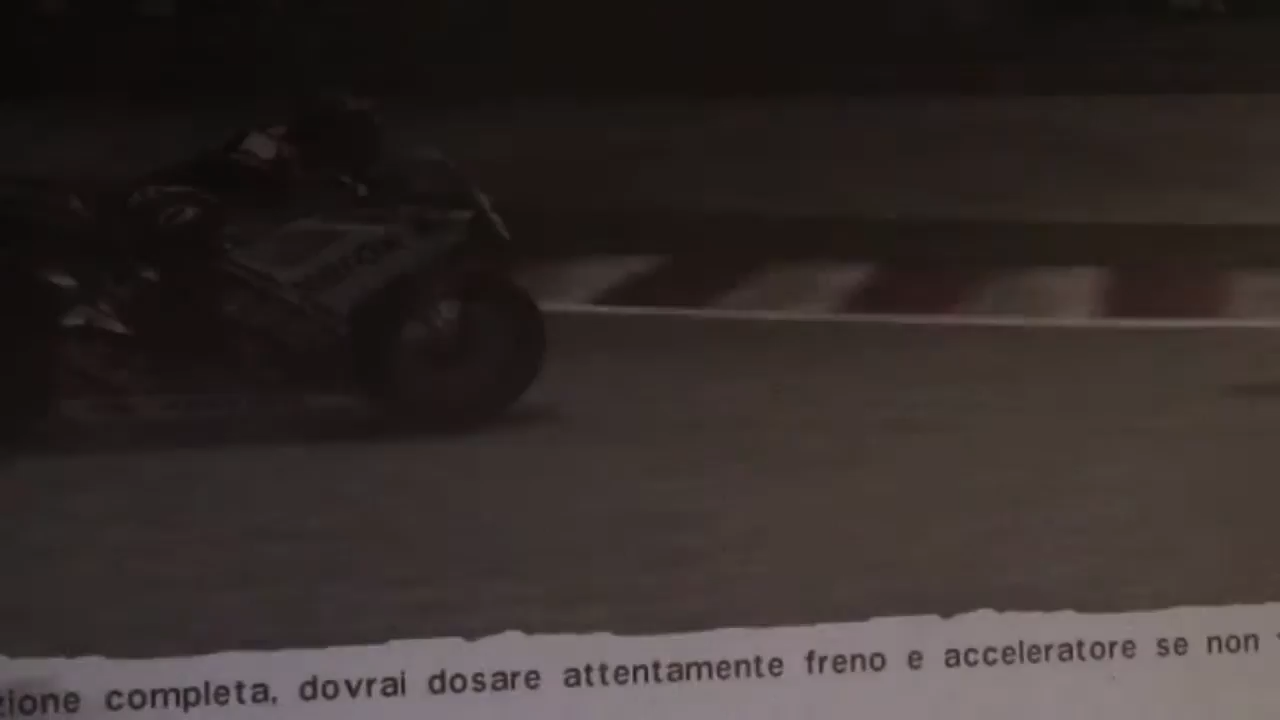 zione completa, dovrai dosare attentamente freno e acceleratore se non